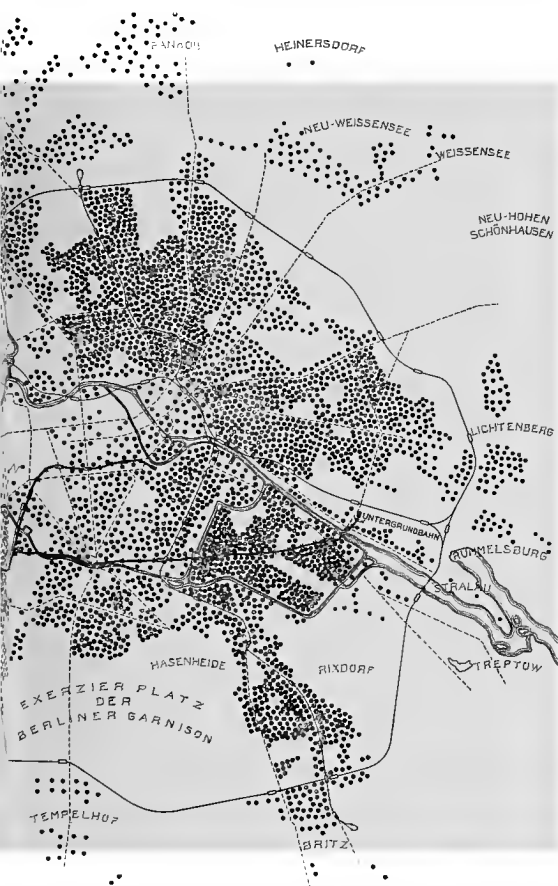 PANKOW
HEINERSDORF
NEU-WEISSENSEE
WEISSENSEE
NEU-HOHEN
SCHÖNHAUSEN
LICHTENBERG
UNTERGRUNDBAHN
RUMMELSBURG
STRALAU
TREPTOW
HASENHEIDE
RIXDORF
EXERZIER PLATZ
DER
BERLINER GARNISON
TEMPELHOF
BRITZ